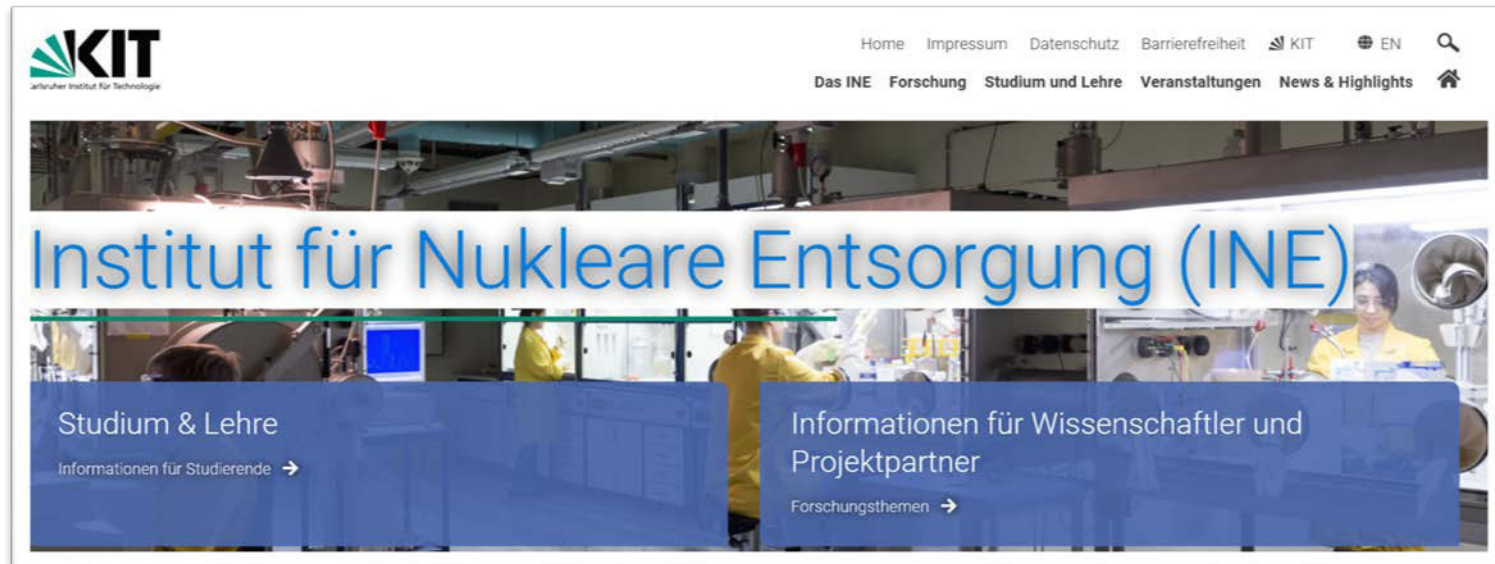 KIT
Karlsruher Institut für Technologie
Home Impressum Datenschutz Barrierefreiheit KIT EN
Das INE Forschung Studium und Lehre Veranstaltungen News & Highlights
Institut für Nukleare Entsorgung (INE)
Studium & Lehre
Informationen für Studierende →
Informationen für Wissenschaftler und
Projektpartner
Forschungsthemen →